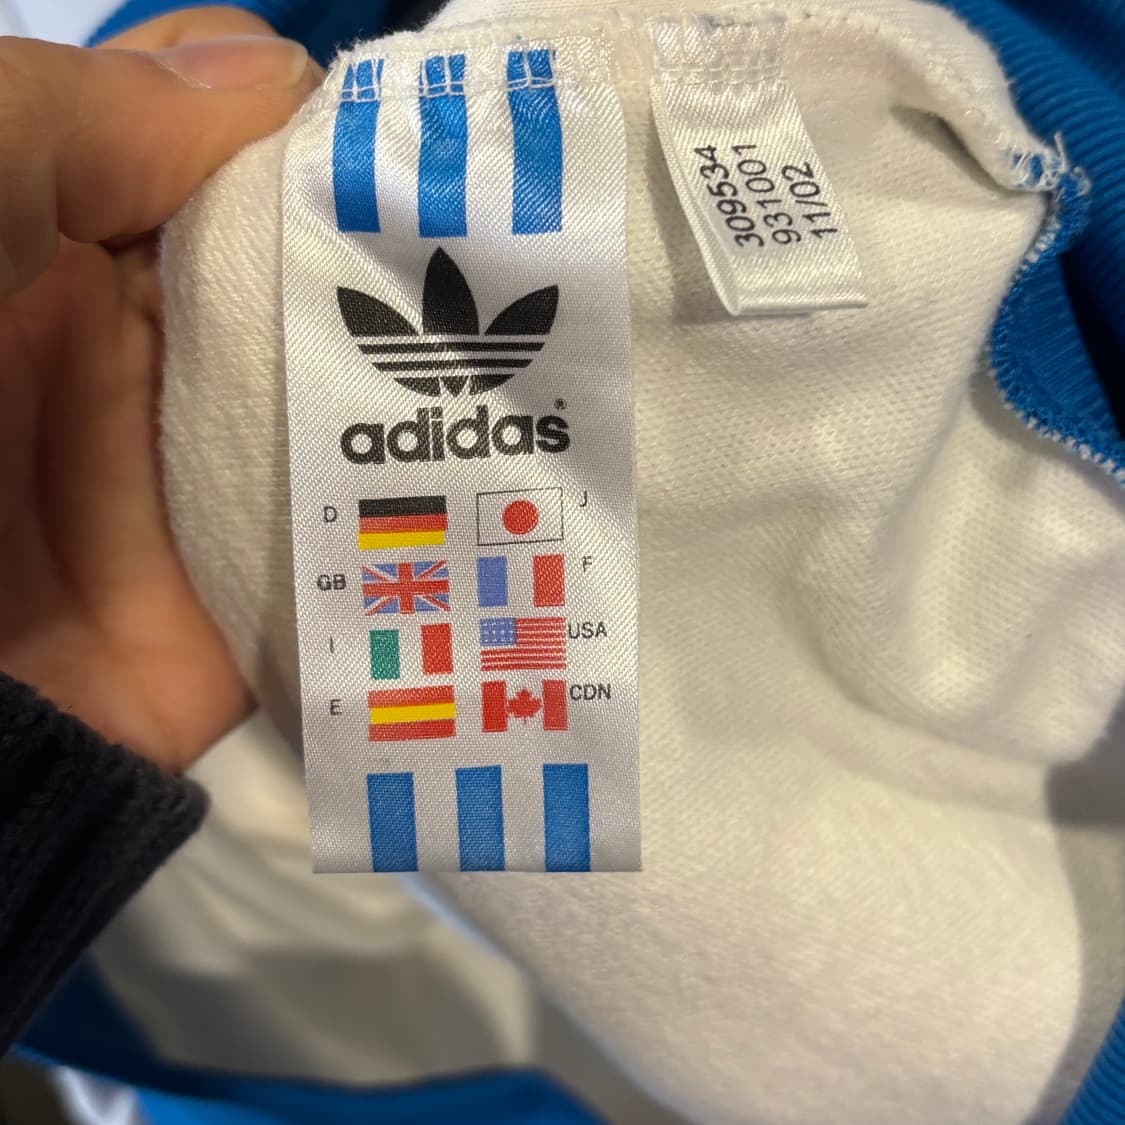 adidas®
D
J
GB
F
I
USA
E
CDN
309534
931001
11/02